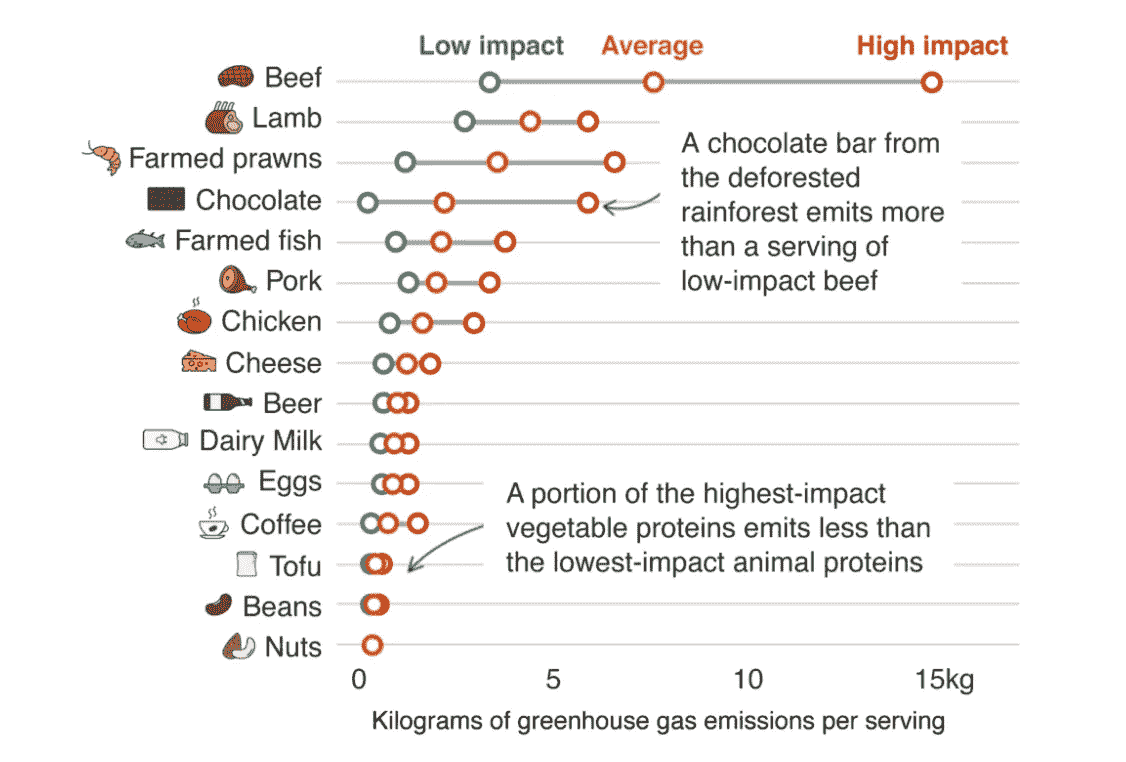 Low impact Average High impact
Beef
Lamb
Farmed prawns
Chocolate
Farmed fish
Pork
Chicken
Cheese
Beer
Dairy Milk
Eggs
Coffee
Tofu
Beans
Nuts
A chocolate bar from
the deforested
rainforest emits more
than a serving of
low-impact beef
A portion of the highest-impact
vegetable proteins emits less than
the lowest-impact animal proteins
0 5 10 15kg
Kilograms of greenhouse gas emissions per serving